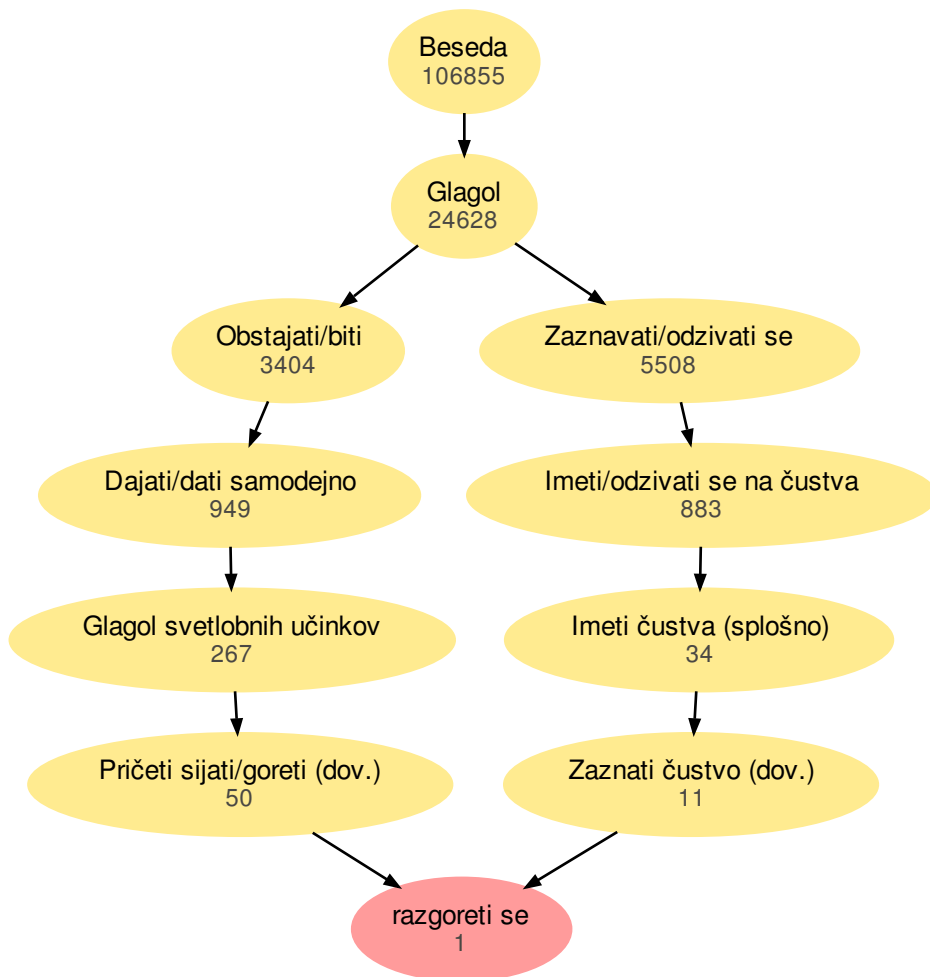 Beseda
106855
Glagol
24628
Obstajati/biti
3404
Zaznavati/odzivati se
5508
Dajati/dati samodejno
949
Imeti/odzivati se na čustva
883
Glagol svetlobnih učinkov
267
Imeti čustva (splošno)
34
Pričeti sijati/goreti (dov.)
50
Zaznati čustvo (dov.)
11
razgoreti se
1